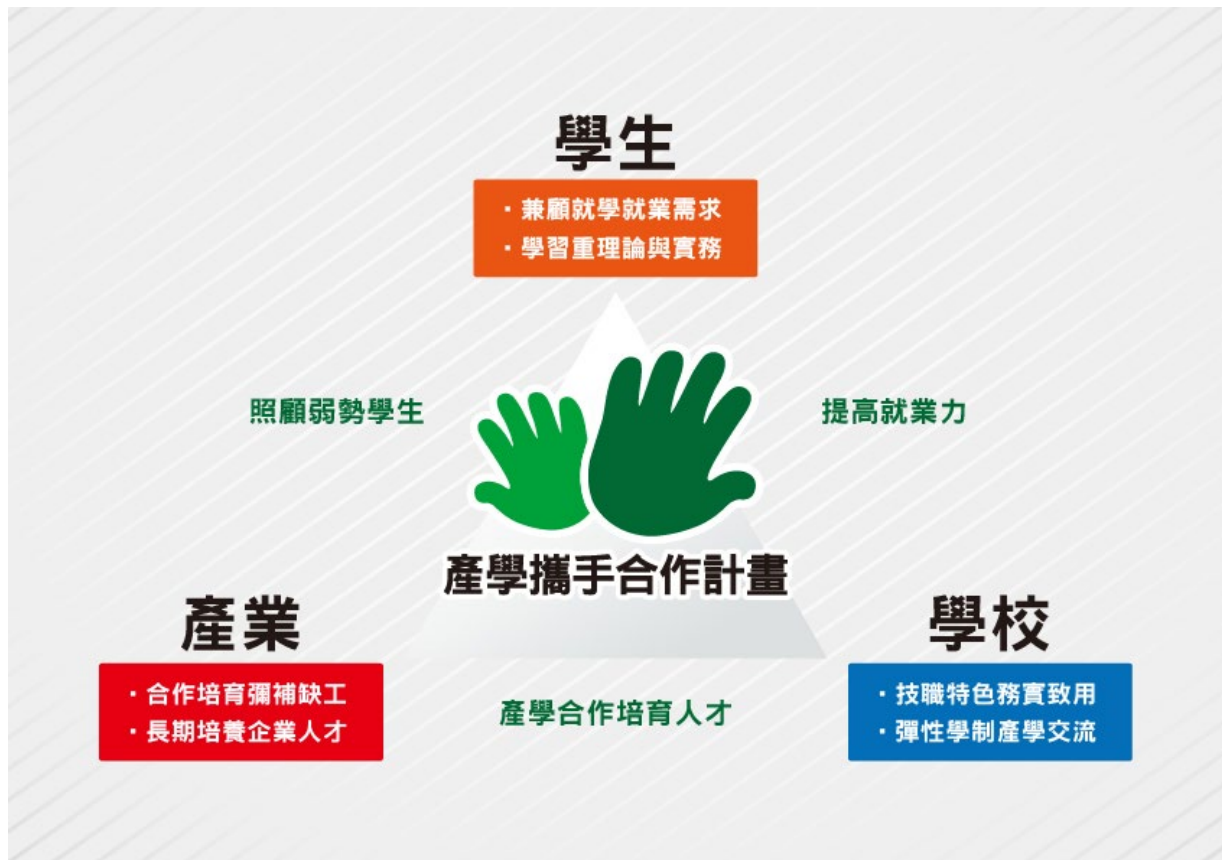 學生
・兼顧就學就業需求
・學習重理論與實務
照顧弱勢學生
提高就業力
產學攜手合作計畫
產業
・合作培育彌補缺工
・長期培養企業人才
產學合作培育人才
學校
・技職特色務實致用
・彈性學制產學交流